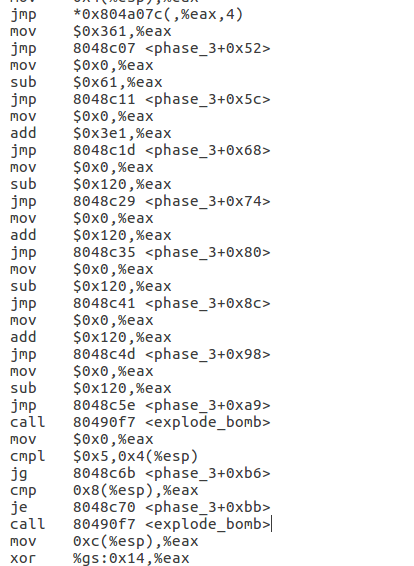 mov 0x4(%esp),%eax
jmp *0x804a07c(,%eax,4)
mov $0x361,%eax
jmp 8048c07 <phase_3+0x52>
mov $0x0,%eax
sub $0x61,%eax
jmp 8048c11 <phase_3+0x5c>
mov $0x0,%eax
add $0x3e1,%eax
jmp 8048c1d <phase_3+0x68>
mov $0x0,%eax
sub $0x120,%eax
jmp 8048c29 <phase_3+0x74>
mov $0x0,%eax
add $0x120,%eax
jmp 8048c35 <phase_3+0x80>
mov $0x0,%eax
sub $0x120,%eax
jmp 8048c41 <phase_3+0x8c>
mov $0x0,%eax
add $0x120,%eax
jmp 8048c4d <phase_3+0x98>
mov $0x0,%eax
sub $0x120,%eax
jmp 8048c5e <phase_3+0xa9>
call 80490f7 <explode_bomb>
mov $0x0,%eax
cmpl $0x5,0x4(%esp)
jg 8048c6b <phase_3+0xb6>
cmp 0x8(%esp),%eax
je 8048c70 <phase_3+0xbb>
call 80490f7 <explode_bomb>
mov 0xc(%esp),%eax
xor %gs:0x14,%eax